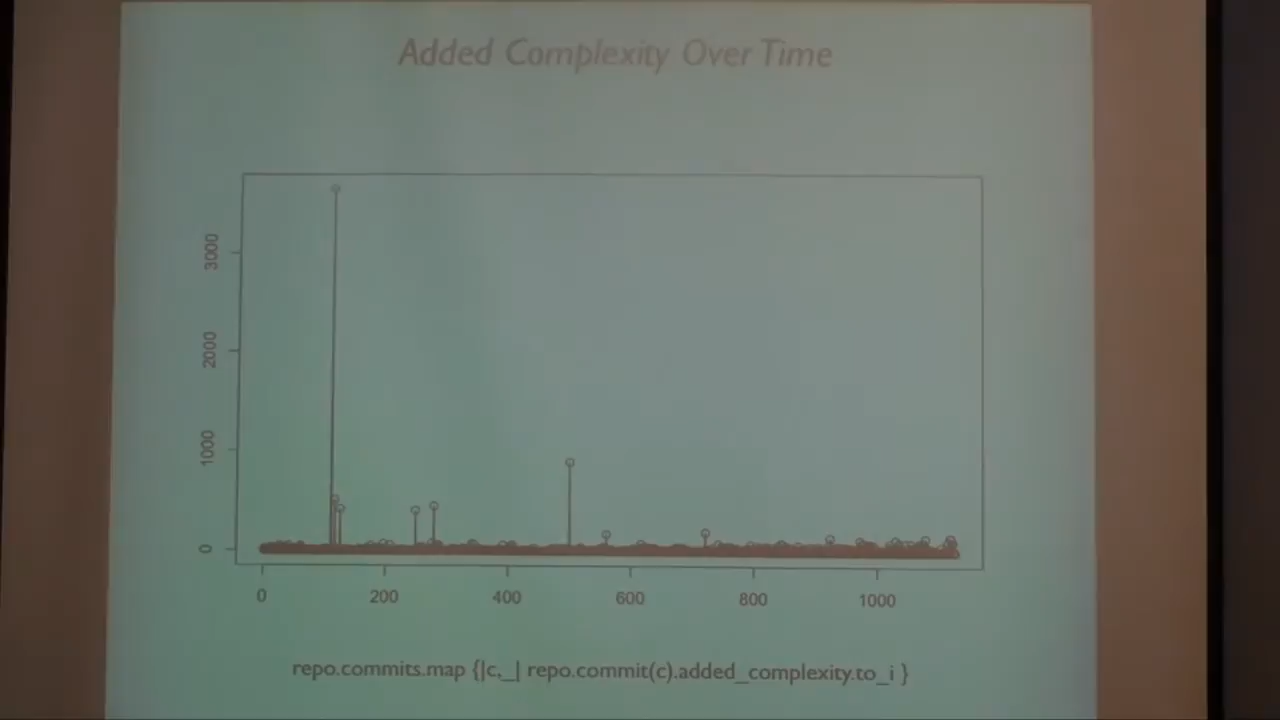 Added Complexity Over Time
3000
2000
1000
0
0 200 400 600 800 1000
repo.commits.map {|c,_| repo.commit(c).added_complexity.to_i }